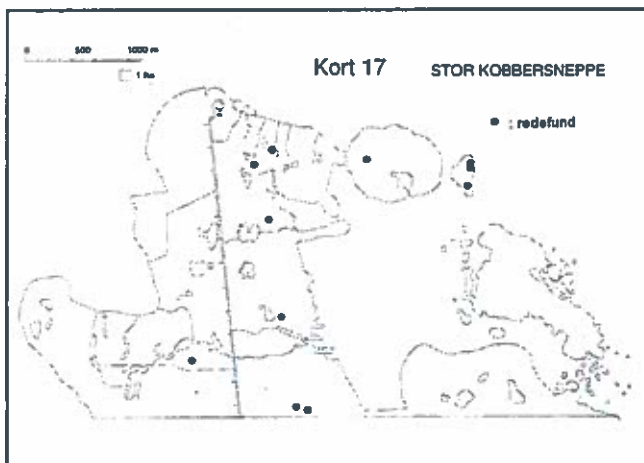 0 500 1000 m
1 ha
Kort 17
STOR KOBBERSNEPPE
● : redefund